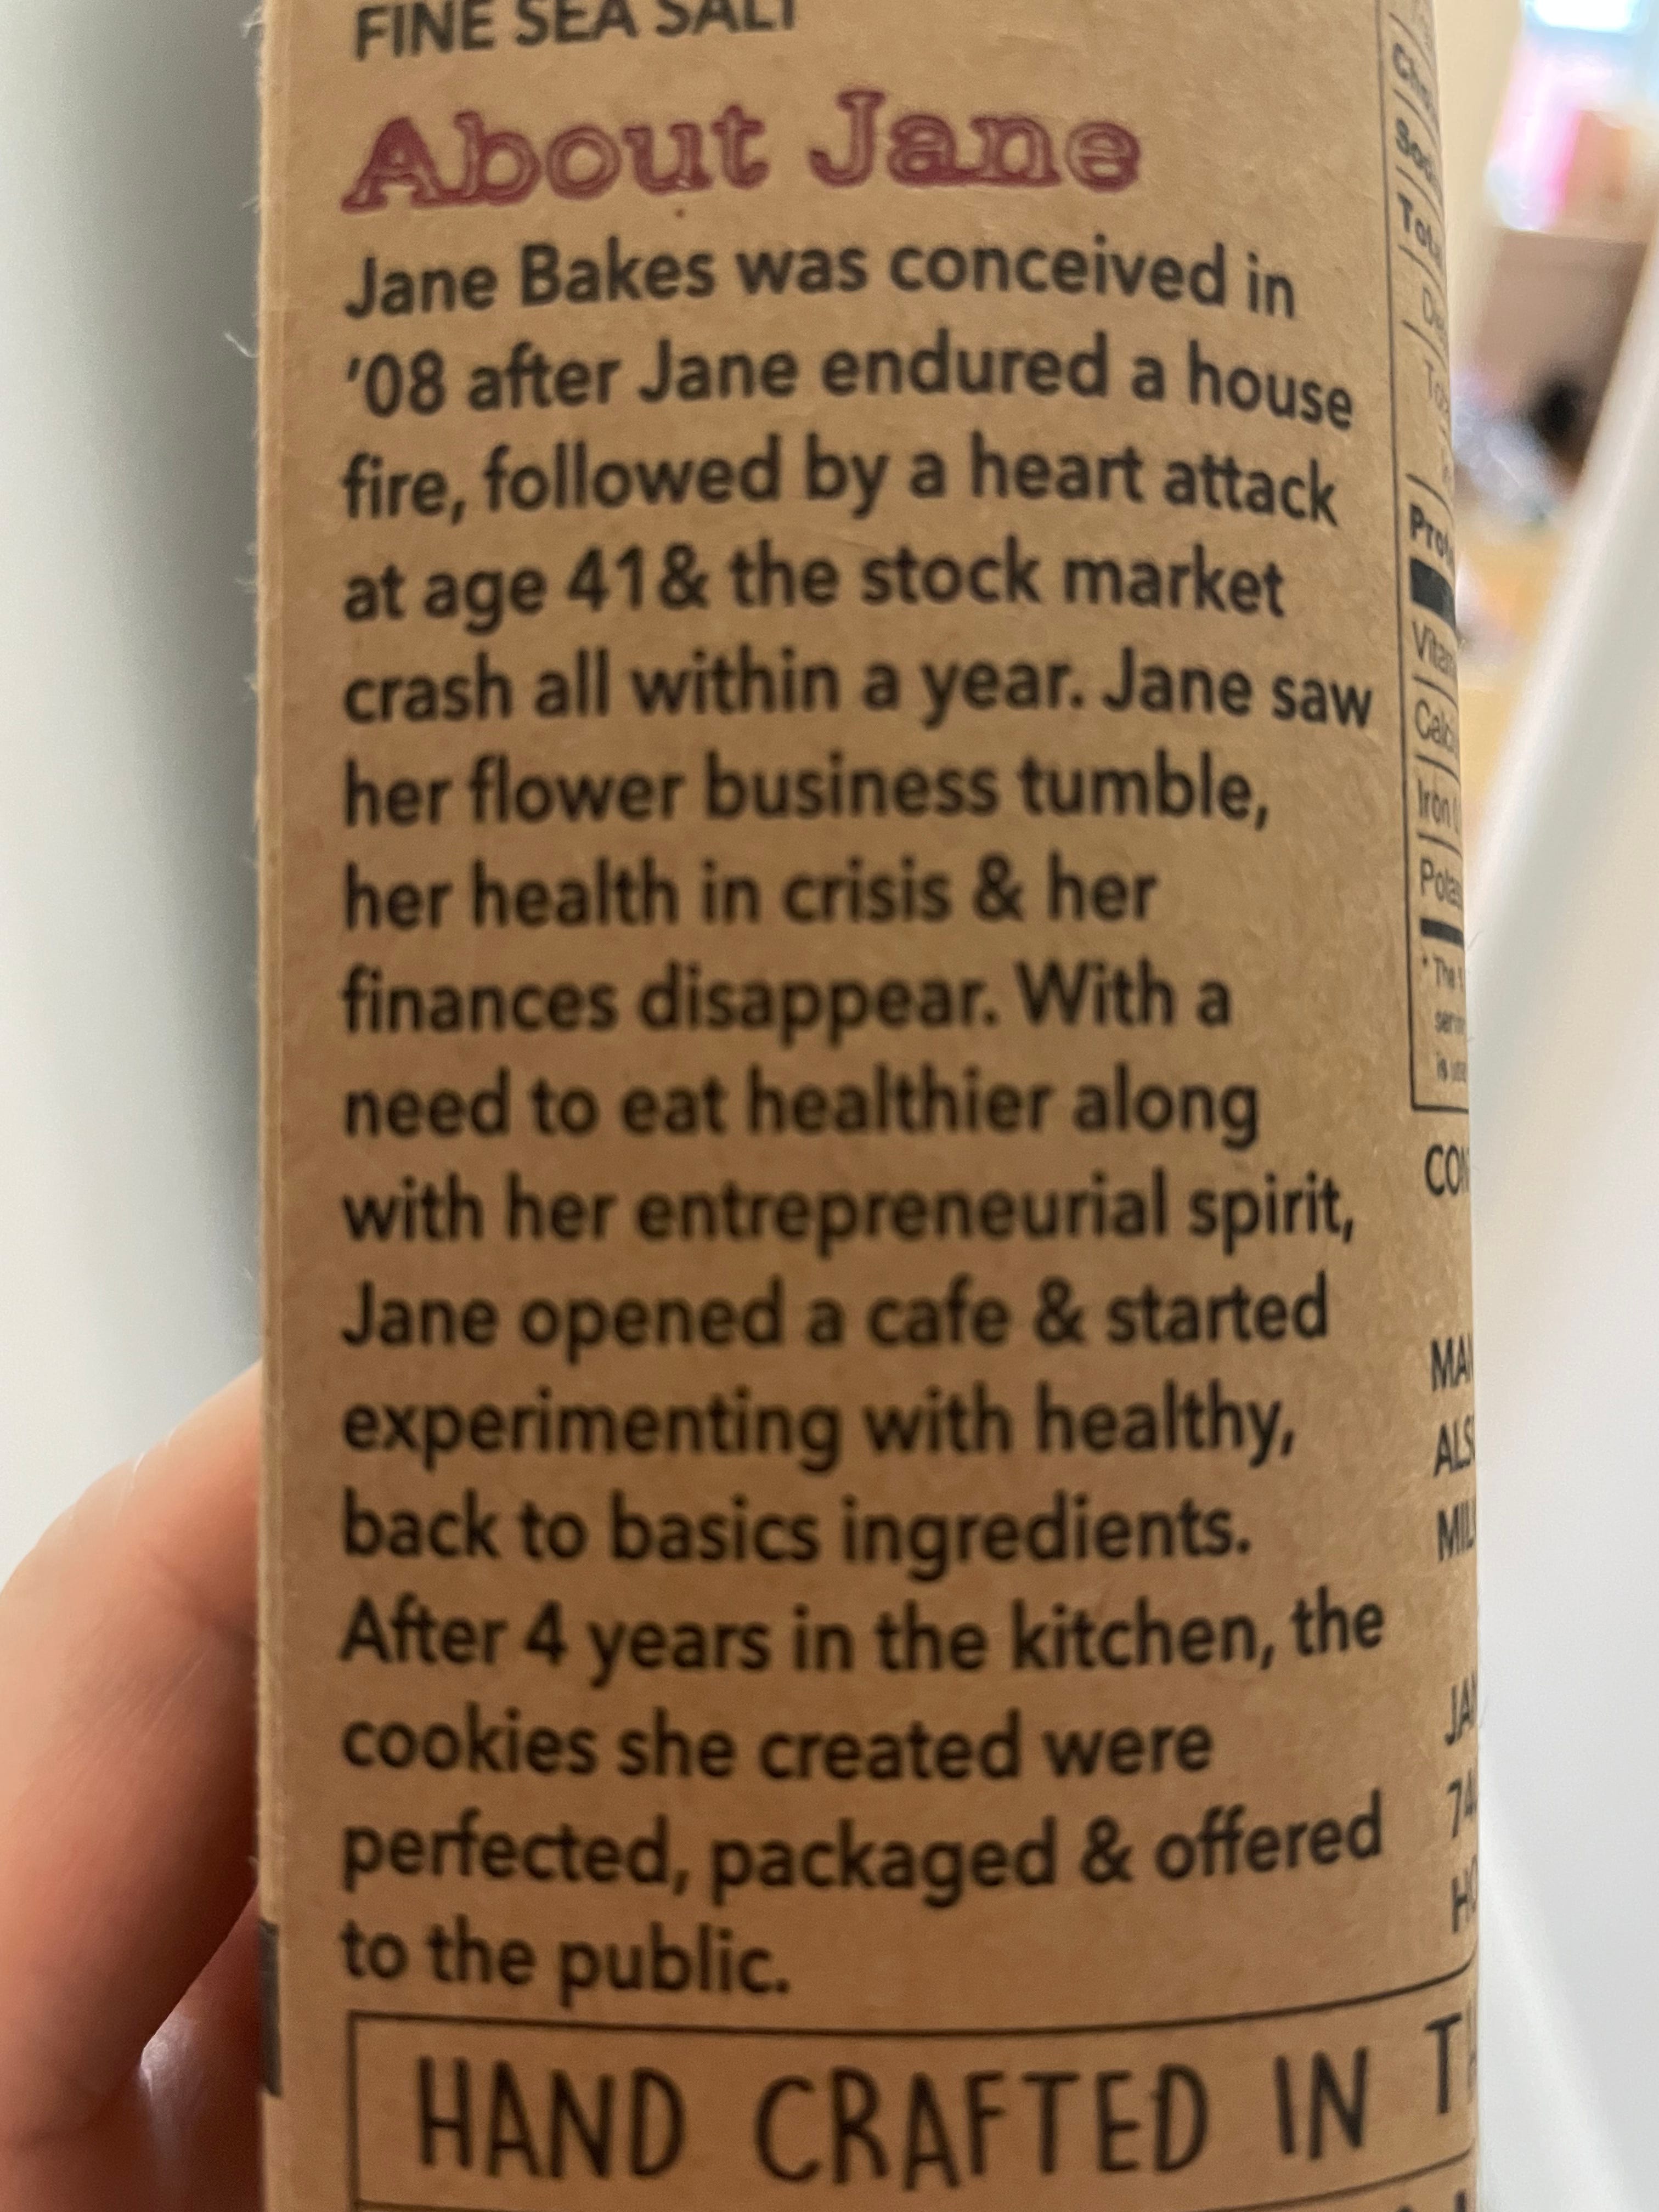 FINE SEA SALT
About Jane
Jane Bakes was conceived in
'08 after Jane endured a house
fire, followed by a heart attack
at age 41& the stock market
crash all within a year. Jane saw
her flower business tumble,
her health in crisis & her
finances disappear. With a
need to eat healthier along
with her entrepreneurial spirit,
Jane opened a cafe & started
experimenting with healthy,
back to basics ingredients.
After 4 years in the kitchen, the
cookies she created were
perfected, packaged & offered
to the public.
HAND CRAFTED IN